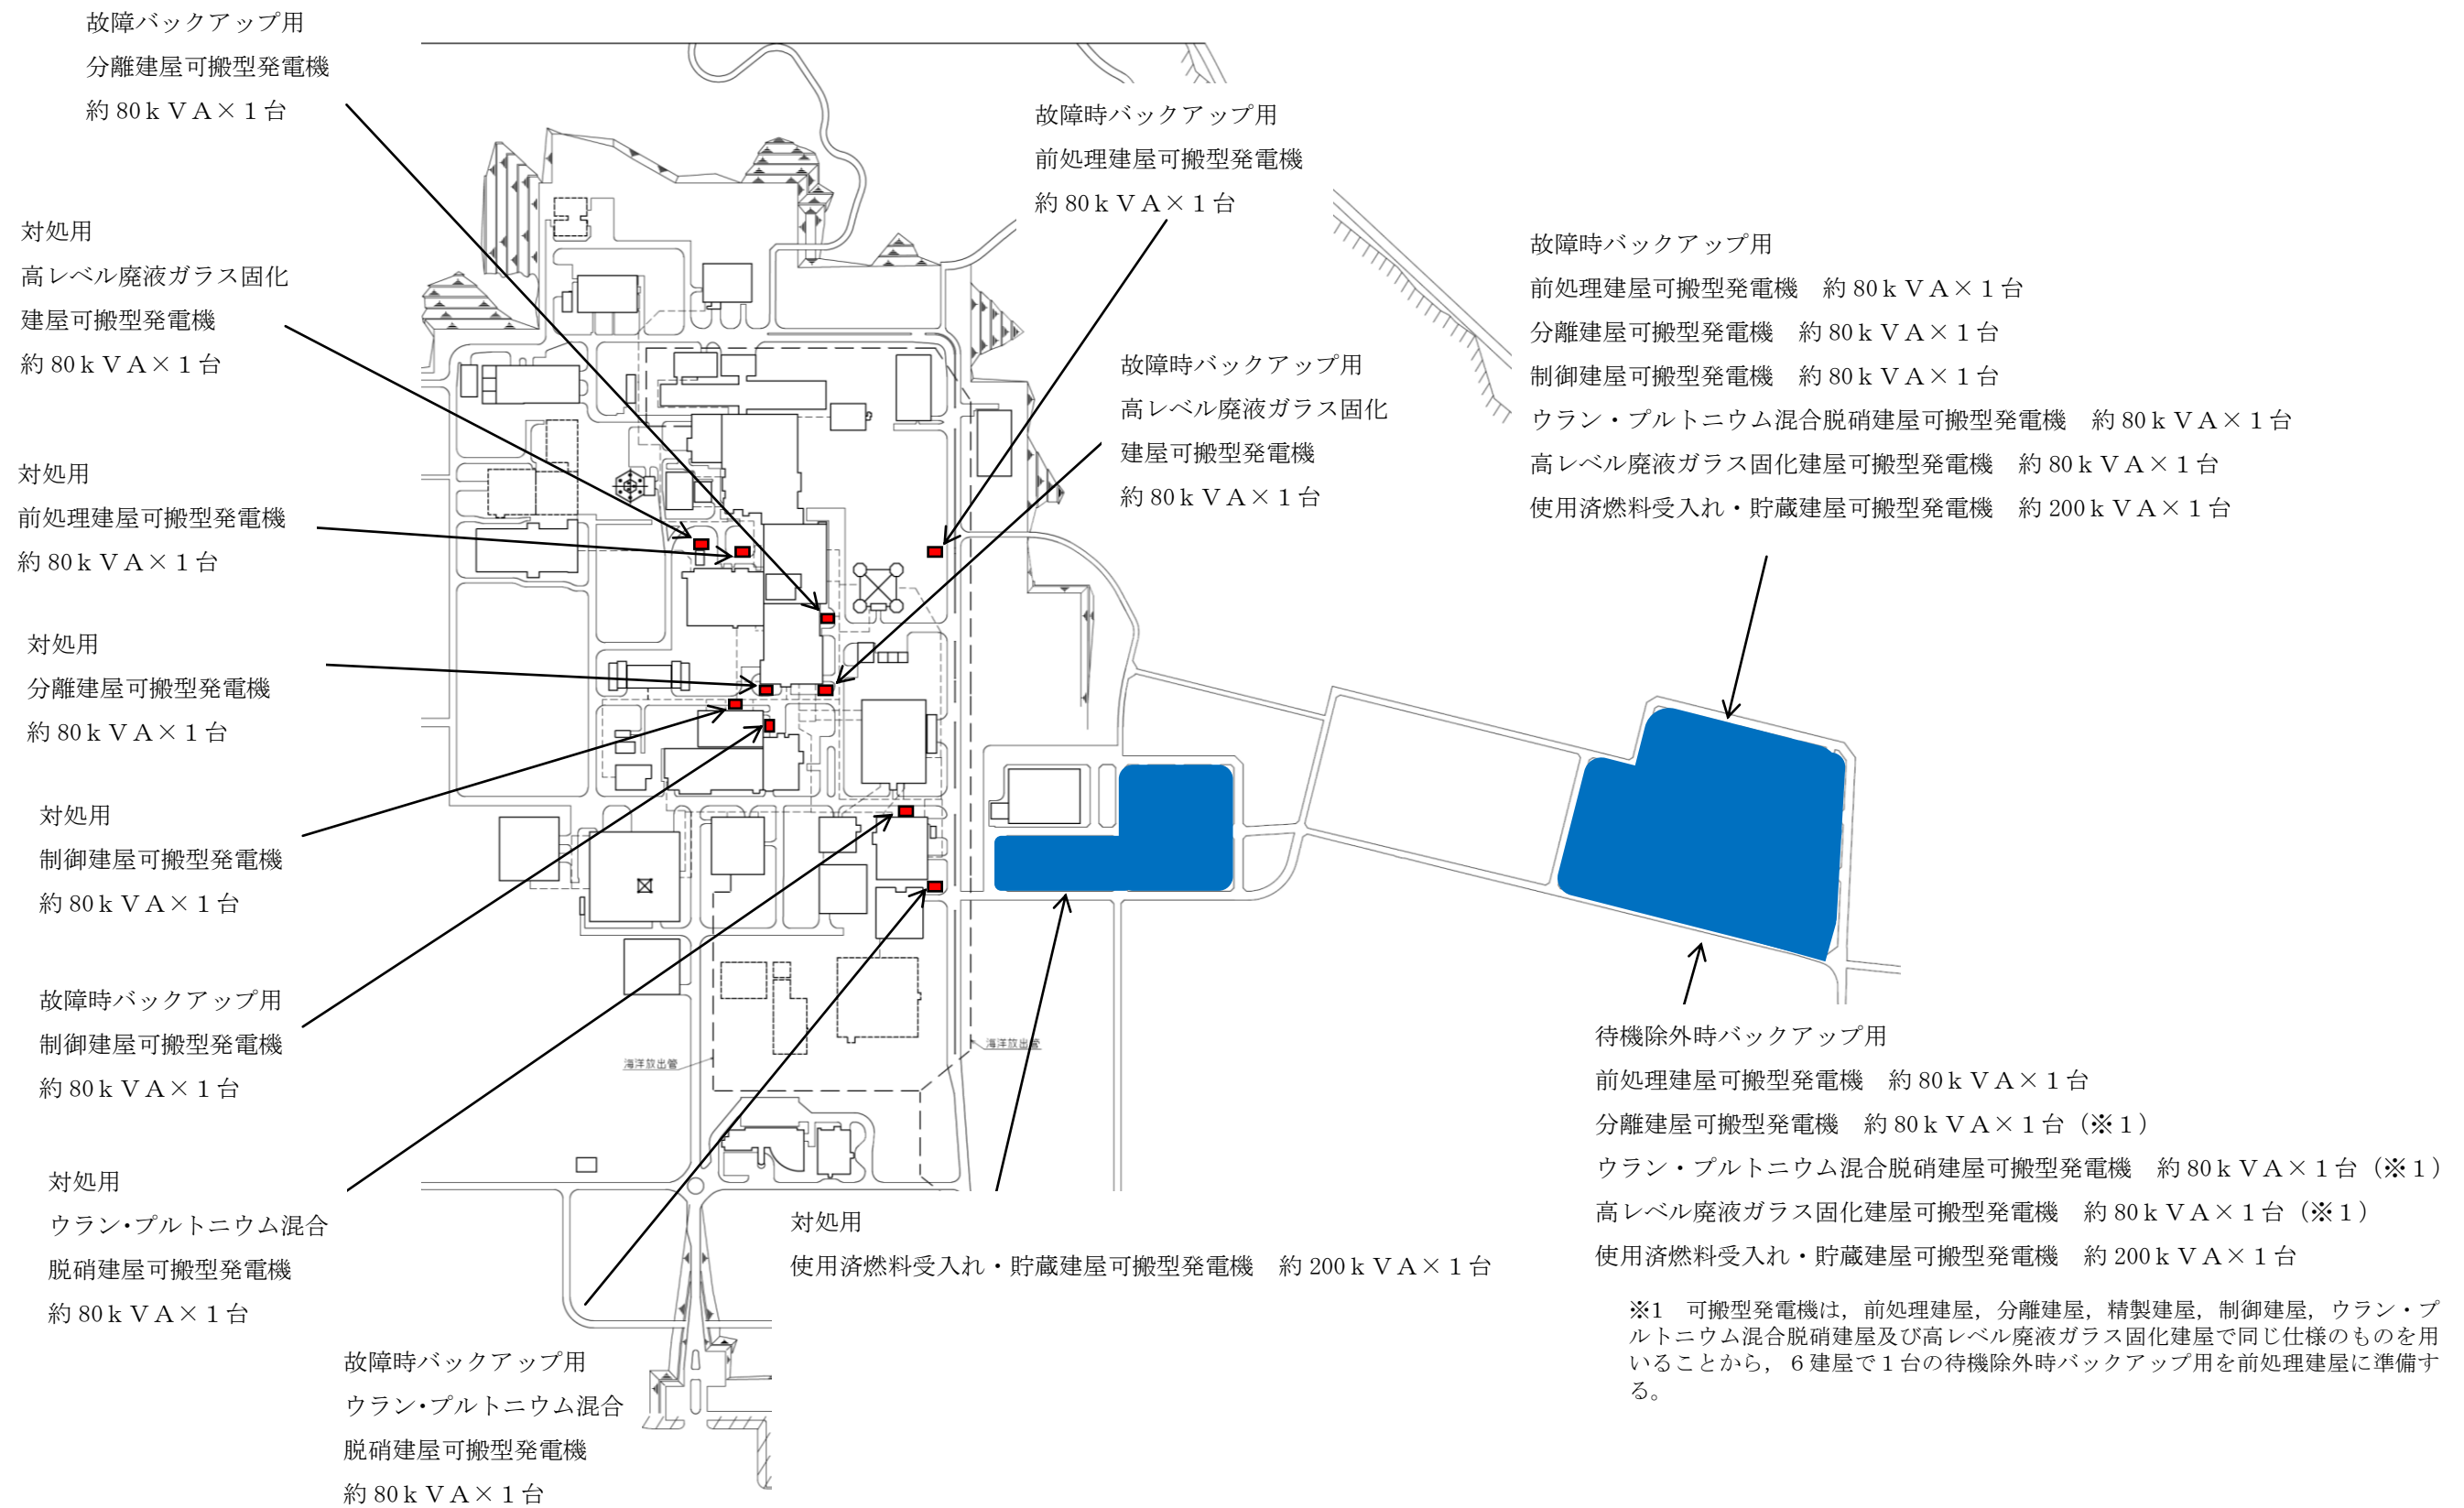 故障バックアップ用
分離建屋可搬型発電機
約 80ｋＶＡ×１台
故障時バックアップ用
前処理建屋可搬型発電機
約 80ｋＶＡ×１台
対処用
高レベル廃液ガラス固化
建屋可搬型発電機
約 80ｋＶＡ×１台
故障時バックアップ用
前処理建屋可搬型発電機　約 80ｋＶＡ×１台
分離建屋可搬型発電機　約 80ｋＶＡ×１台
制御建屋可搬型発電機　約 80ｋＶＡ×１台
ウラン・プルトニウム混合脱硝建屋可搬型発電機　約 80ｋＶＡ×１台
高レベル廃液ガラス固化建屋可搬型発電機　約 80ｋＶＡ×１台
使用済燃料受入れ・貯蔵建屋可搬型発電機　約 200ｋＶＡ×１台
故障時バックアップ用
高レベル廃液ガラス固化
建屋可搬型発電機
約 80ｋＶＡ×１台
対処用
前処理建屋可搬型発電機
約 80ｋＶＡ×１台
対処用
分離建屋可搬型発電機
約 80ｋＶＡ×１台
対処用
制御建屋可搬型発電機
約 80ｋＶＡ×１台
故障時バックアップ用
制御建屋可搬型発電機
約 80ｋＶＡ×１台
海洋放出管
海洋放出管
対処用
ウラン・プルトニウム混合
脱硝建屋可搬型発電機
約 80ｋＶＡ×１台
対処用
使用済燃料受入れ・貯蔵建屋可搬型発電機　約 200ｋＶＡ×１台
故障時バックアップ用
ウラン・プルトニウム混合
脱硝建屋可搬型発電機
約 80ｋＶＡ×１台
待機除外時バックアップ用
前処理建屋可搬型発電機　約 80ｋＶＡ×１台
分離建屋可搬型発電機　約 80ｋＶＡ×１台（※１）
ウラン・プルトニウム混合脱硝建屋可搬型発電機　約 80ｋＶＡ×１台（※１）
高レベル廃液ガラス固化建屋可搬型発電機　約 80ｋＶＡ×１台（※１）
使用済燃料受入れ・貯蔵建屋可搬型発電機　約 200ｋＶＡ×１台
※1　可搬型発電機は，前処理建屋，分離建屋，精製建屋，制御建屋，ウラン・プ
ルトニウム混合脱硝建屋及び高レベル廃液ガラス固化建屋で同じ仕様のものを用
いることから，６建屋で１台の待機除外時バックアップ用を前処理建屋に準備す
る。